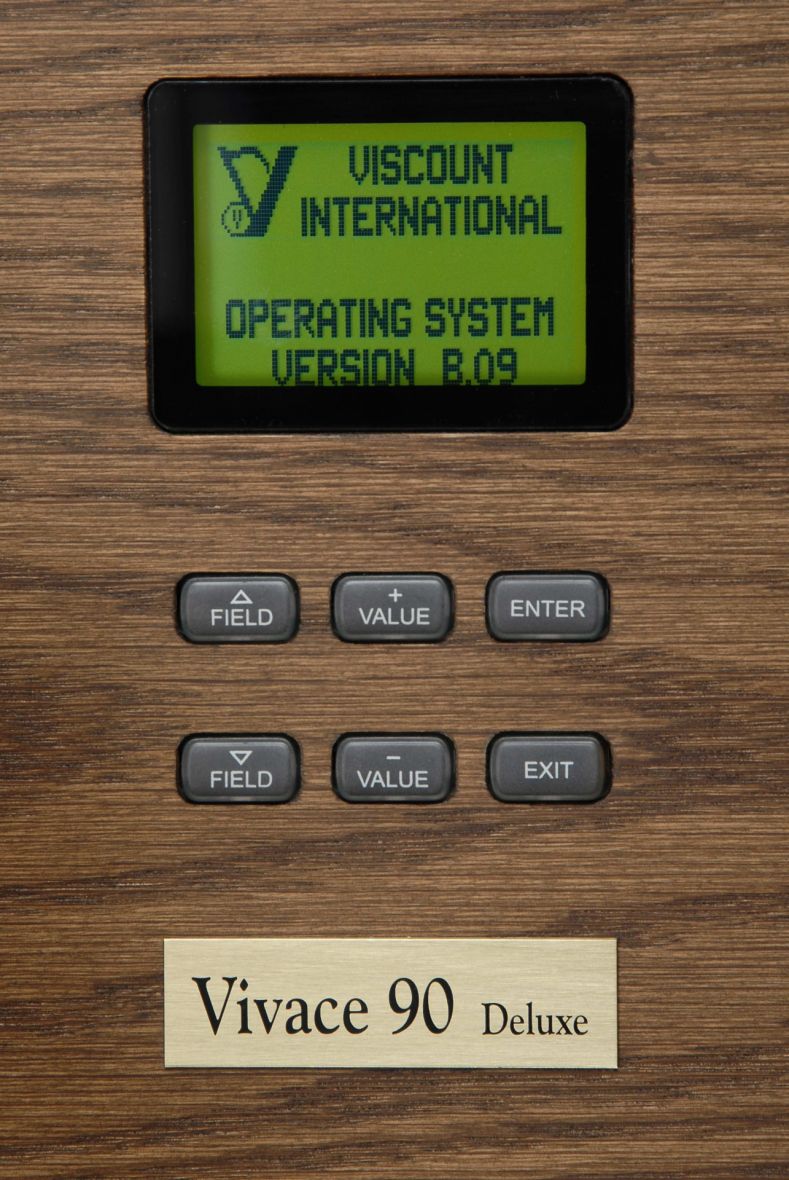 VISCOUNT
INTERNATIONAL
OPERATING SYSTEM
VERSION B.09
△ FIELD
+ VALUE
ENTER
▽ FIELD
- VALUE
EXIT
Vivace 90 Deluxe